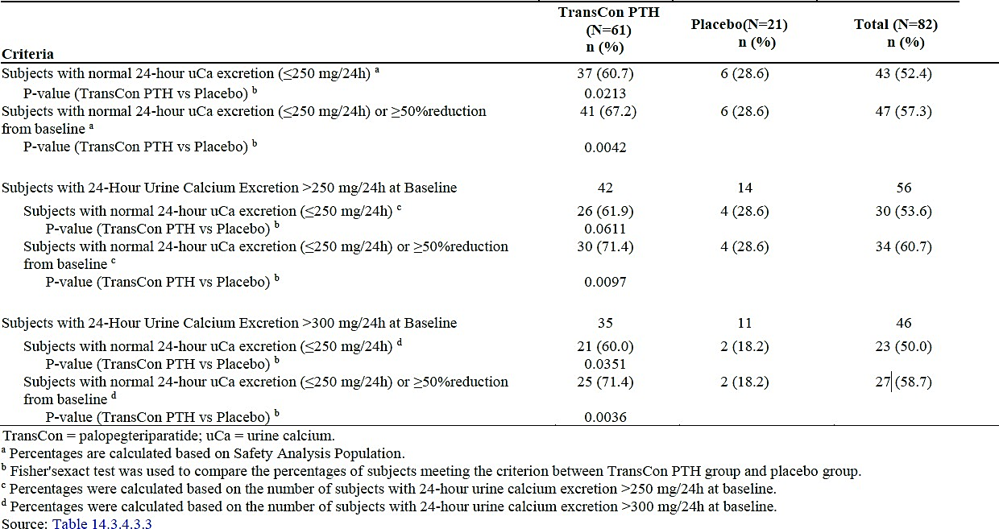 TransCon PTH (N=61) n (%) Placebo(N=21) n (%) Total (N=82) n (%)
Criteria
Subjects with normal 24-hour uCa excretion (≤250 mg/24h) a 37 (60.7) 6 (28.6) 43 (52.4)
P-value (TransCon PTH vs Placebo) b 0.0213
Subjects with normal 24-hour uCa excretion (≤250 mg/24h) or ≥50%reduction 41 (67.2) 6 (28.6) 47 (57.3)
from baseline a
P-value (TransCon PTH vs Placebo) b 0.0042
Subjects with 24-Hour Urine Calcium Excretion >250 mg/24h at Baseline 42 14 56
Subjects with normal 24-hour uCa excretion (≤250 mg/24h) c 26 (61.9) 4 (28.6) 30 (53.6)
P-value (TransCon PTH vs Placebo) b 0.0611
Subjects with normal 24-hour uCa excretion (≤250 mg/24h) or ≥50%reduction 30 (71.4) 4 (28.6) 34 (60.7)
from baseline c
P-value (TransCon PTH vs Placebo) b 0.0097
Subjects with 24-Hour Urine Calcium Excretion >300 mg/24h at Baseline 35 11 46
Subjects with normal 24-hour uCa excretion (≤250 mg/24h) d 21 (60.0) 2 (18.2) 23 (50.0)
P-value (TransCon PTH vs Placebo) b 0.0351
Subjects with normal 24-hour uCa excretion (≤250 mg/24h) or ≥50%reduction 25 (71.4) 2 (18.2) 27 (58.7)
from baseline d
P-value (TransCon PTH vs Placebo) b 0.0036
TransCon = palopegteriparatide; uCa = urine calcium.
a Percentages are calculated based on Safety Analysis Population.
b Fisher'sexact test was used to compare the percentages of subjects meeting the criterion between TransCon PTH group and placebo group.
c Percentages were calculated based on the number of subjects with 24-hour urine calcium excretion >250 mg/24h at baseline.
d Percentages were calculated based on the number of subjects with 24-hour urine calcium excretion >300 mg/24h at baseline.
Source: Table 14.3.4.3.3